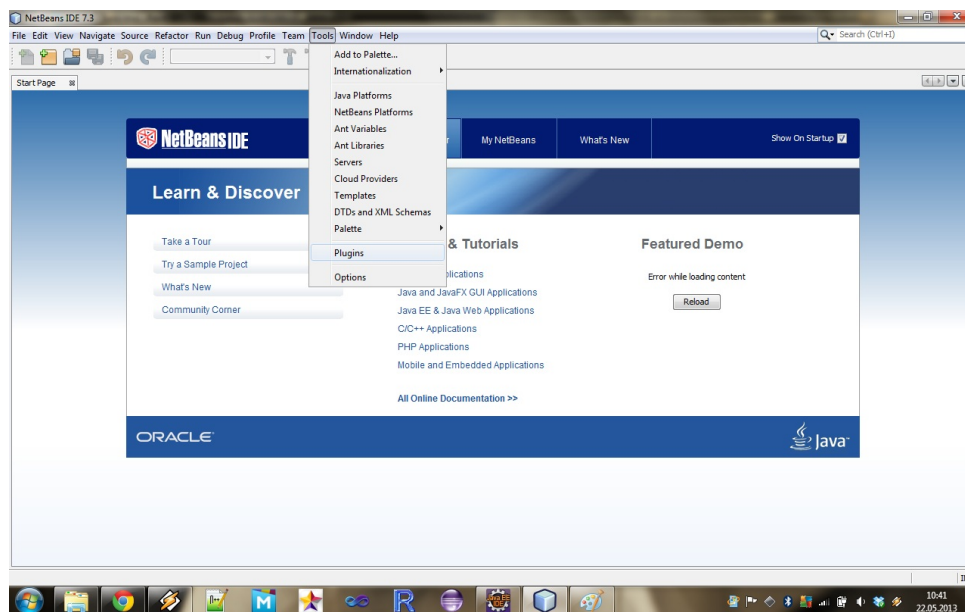 NetBeans IDE 7.3
File Edit View Navigate Source Refactor Run Debug Profile Team Tools Window Help
Search (Ctrl+I)
Start Page
Add to Palette...
Internationalization
Java Platforms
NetBeans Platforms
Ant Variables
Ant Libraries
Servers
Cloud Providers
Templates
DTDs and XML Schemas
Palette
Plugins
Options
NetBeans IDE
My NetBeans
What's New
Show On Startup
Learn & Discover
Take a Tour
Try a Sample Project
What's New
Community Corner
& Tutorials
Java and JavaFX GUI Applications
Java EE & Java Web Applications
C/C++ Applications
PHP Applications
Mobile and Embedded Applications
All Online Documentation >>
Featured Demo
Error while loading content
Reload
ORACLE
Java
10:41
22.05.2013